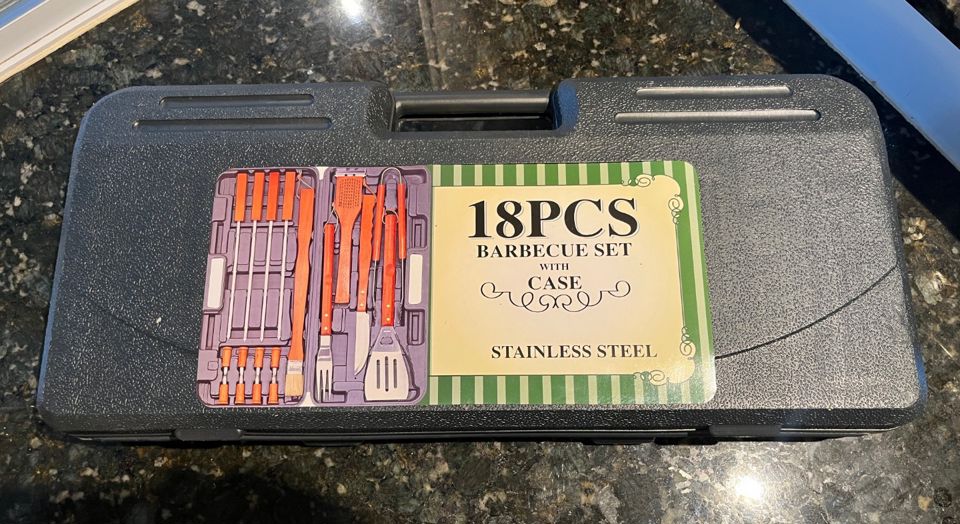 18PCS
BARBECUE SET
WITH
CASE
STAINLESS STEEL